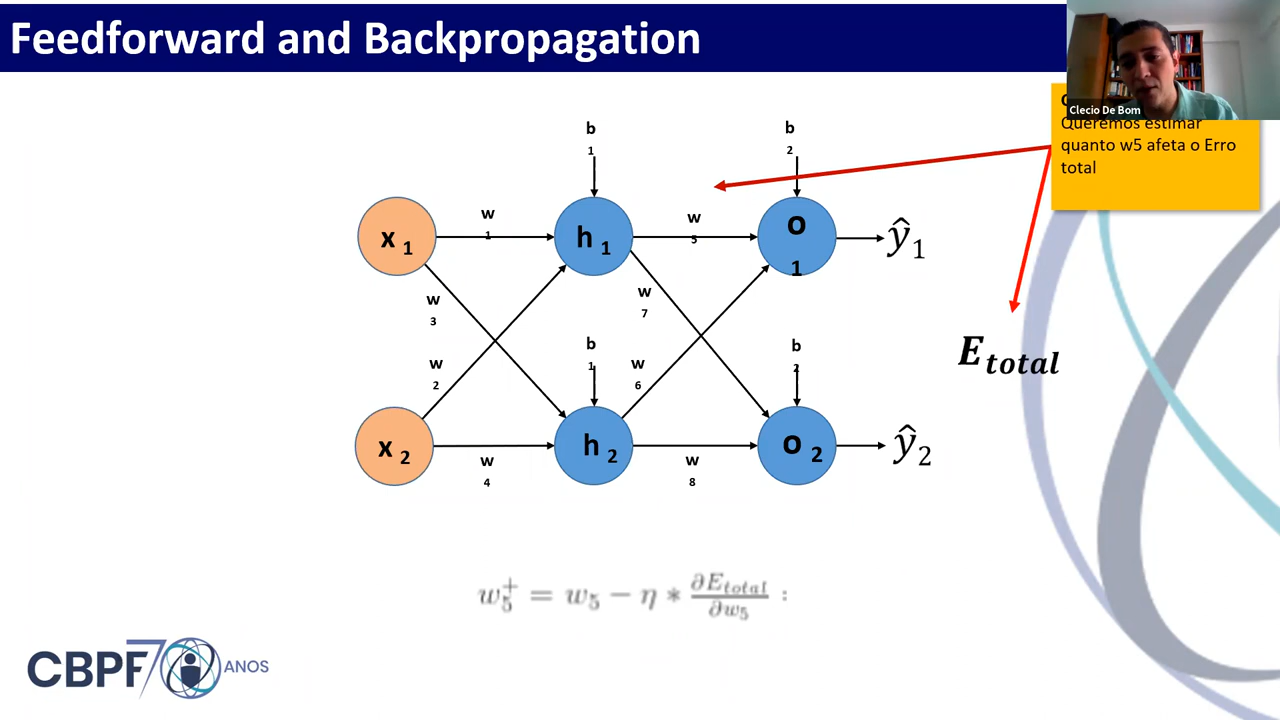 Feedforward and Backpropagation
Clecio De Bom
Queremos estimar
quanto w5 afeta o Erro
total
b
1
b
2
x 1
w
1
h 1
w
5
o
1
ŷ1
w
3
w
7
E total
w
2
b
1
w
6
b
2
x 2
w
4
h 2
w
8
o 2
ŷ2
w5+ = w5 − η * ∂Etotal/∂w5 :
CBPF 70 ANOS